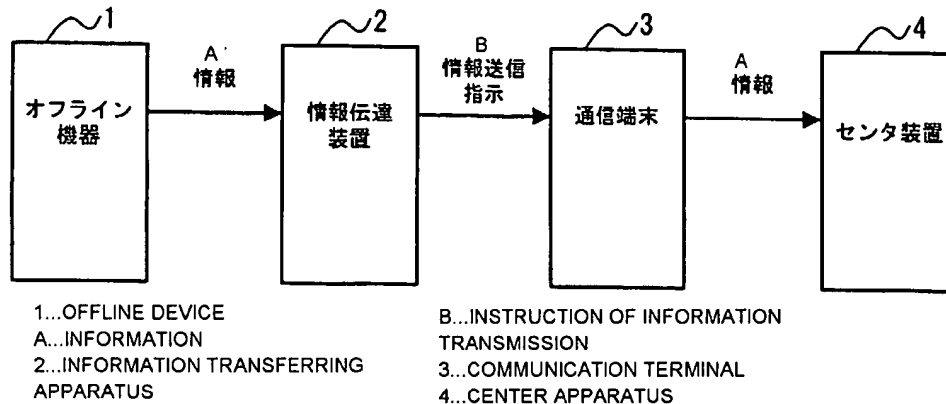 1
2
3
4
A
情報
B
情報送信
指示
A
情報
オフライン
機器
情報伝達
装置
通信端末
センタ装置
1...OFFLINE DEVICE
A...INFORMATION
2...INFORMATION TRANSFERRING
APPARATUS
B...INSTRUCTION OF INFORMATION
TRANSMISSION
3...COMMUNICATION TERMINAL
4...CENTER APPARATUS